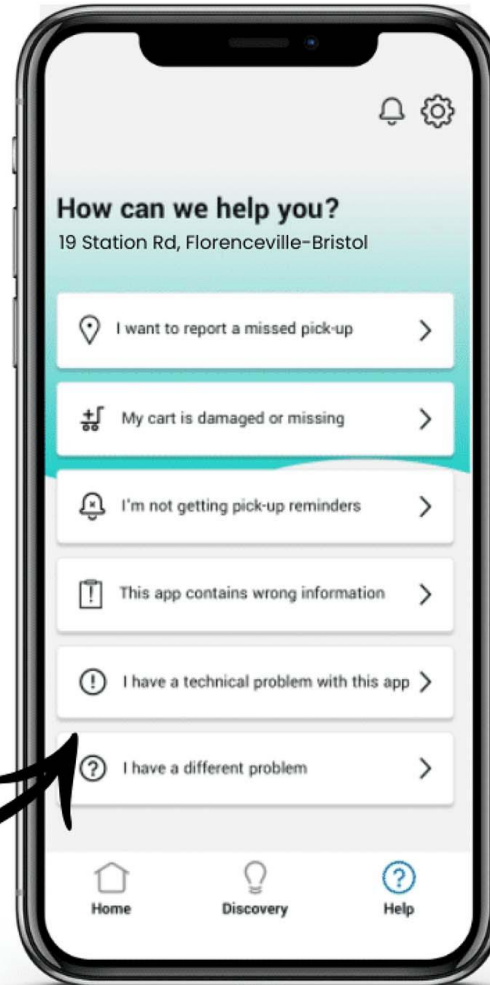 How can we help you?
19 Station Rd, Florenceville-Bristol
I want to report a missed pick-up
My cart is damaged or missing
I'm not getting pick-up reminders
This app contains wrong information
I have a technical problem with this app
I have a different problem
Home Discovery Help